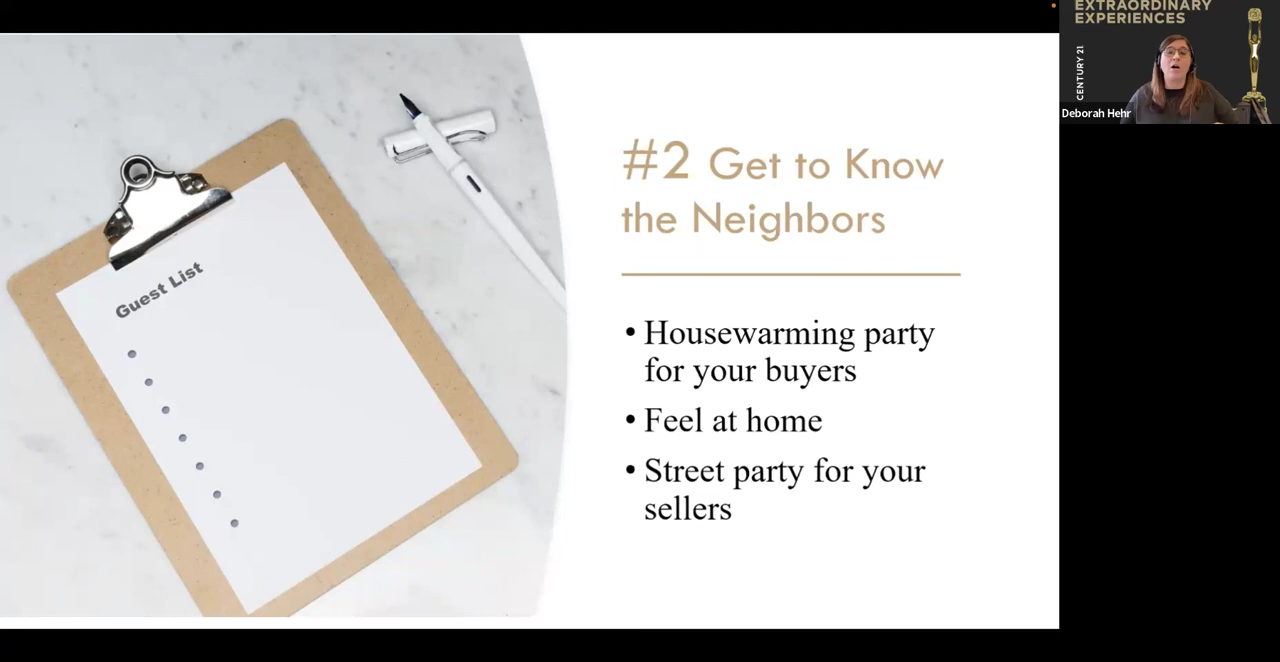 EXTRAORDINARY
EXPERIENCES
CENTURY 21
Deborah Hehr
#2 Get to Know
the Neighbors
• Housewarming party
for your buyers
• Feel at home
• Street party for your
sellers
Guest List